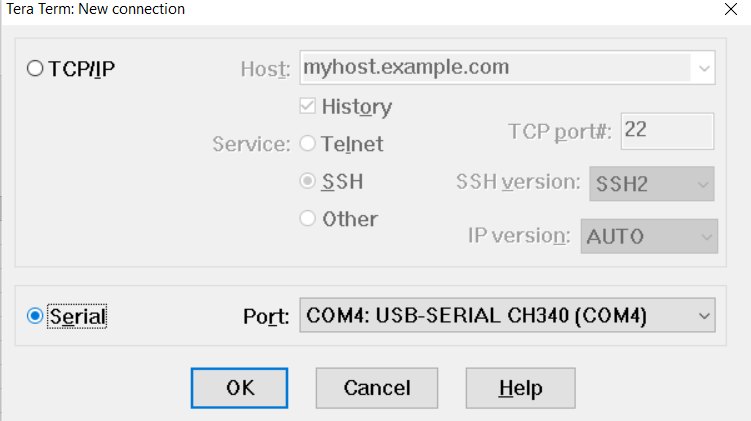 Tera Term: New connection
TCP/IP Host: myhost.example.com
History
Service: Telnet TCP port#: 22
SSH SSH version: SSH2
Other IP version: AUTO
Serial Port: COM4: USB-SERIAL CH340 (COM4)
OK Cancel Help